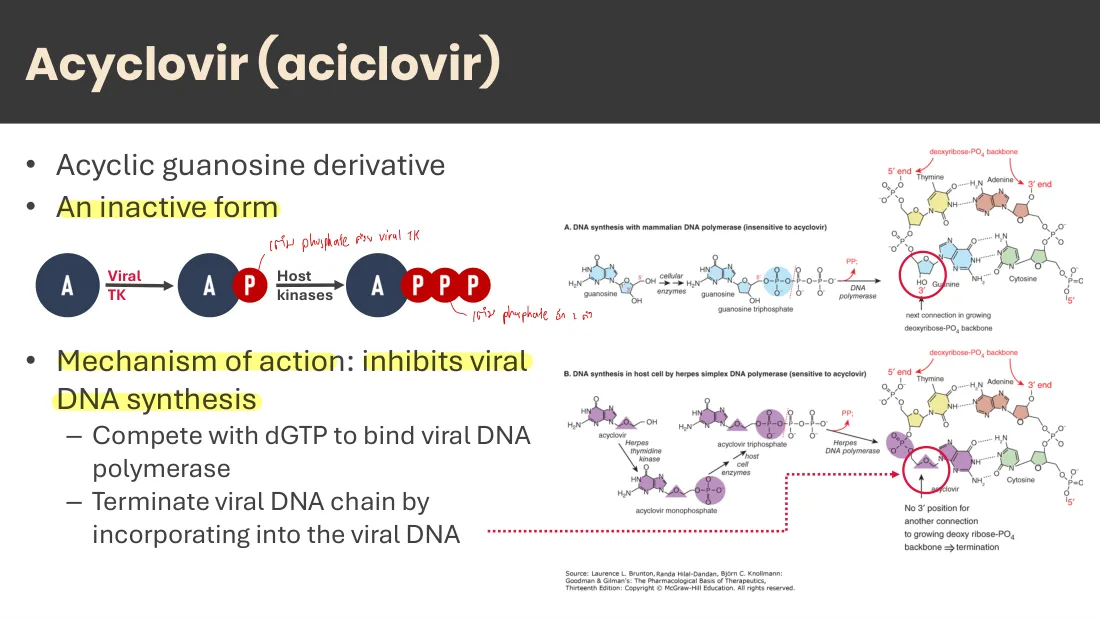 Acyclovir (aciclovir)
• Acyclic guanosine derivative
• An inactive form
เติม phosphate ด้วย viral TK
A
Viral
TK
A P
Host
kinases
A P P P
เติม phosphate อีก 2 ตัว
• Mechanism of action: inhibits viral
DNA synthesis
– Compete with dGTP to bind viral DNA
polymerase
– Terminate viral DNA chain by
incorporating into the viral DNA
A. DNA synthesis with mammalian DNA polymerase (insensitive to acyclovir)
guanosine
cellular
enzymes
guanosine
guanosine triphosphate
PPi
DNA
polymerase
deoxyribose-PO4 backbone
5′ end
Thymine
Adenine
3′ end
Guanine
Cytosine
HO
3′
5′
next connection in growing
deoxyribose-PO4 backbone
B. DNA synthesis in host cell by herpes simplex DNA polymerase (sensitive to acyclovir)
acyclovir
Herpes
thymidine
kinase
acyclovir monophosphate
host
cell
enzymes
acyclovir triphosphate
PPi
Herpes
DNA polymerase
deoxyribose-PO4 backbone
5′ end
Thymine
Adenine
3′ end
acyclovir
Cytosine
5′
No 3′ position for
another connection
to growing deoxy ribose-PO4
backbone ⇒ termination
Source: Laurence L. Brunton, Randa Hilal-Dandan, Björn C. Knollmann:
Goodman & Gilman's: The Pharmacological Basis of Therapeutics,
Thirteenth Edition: Copyright © McGraw-Hill Education. All rights reserved.